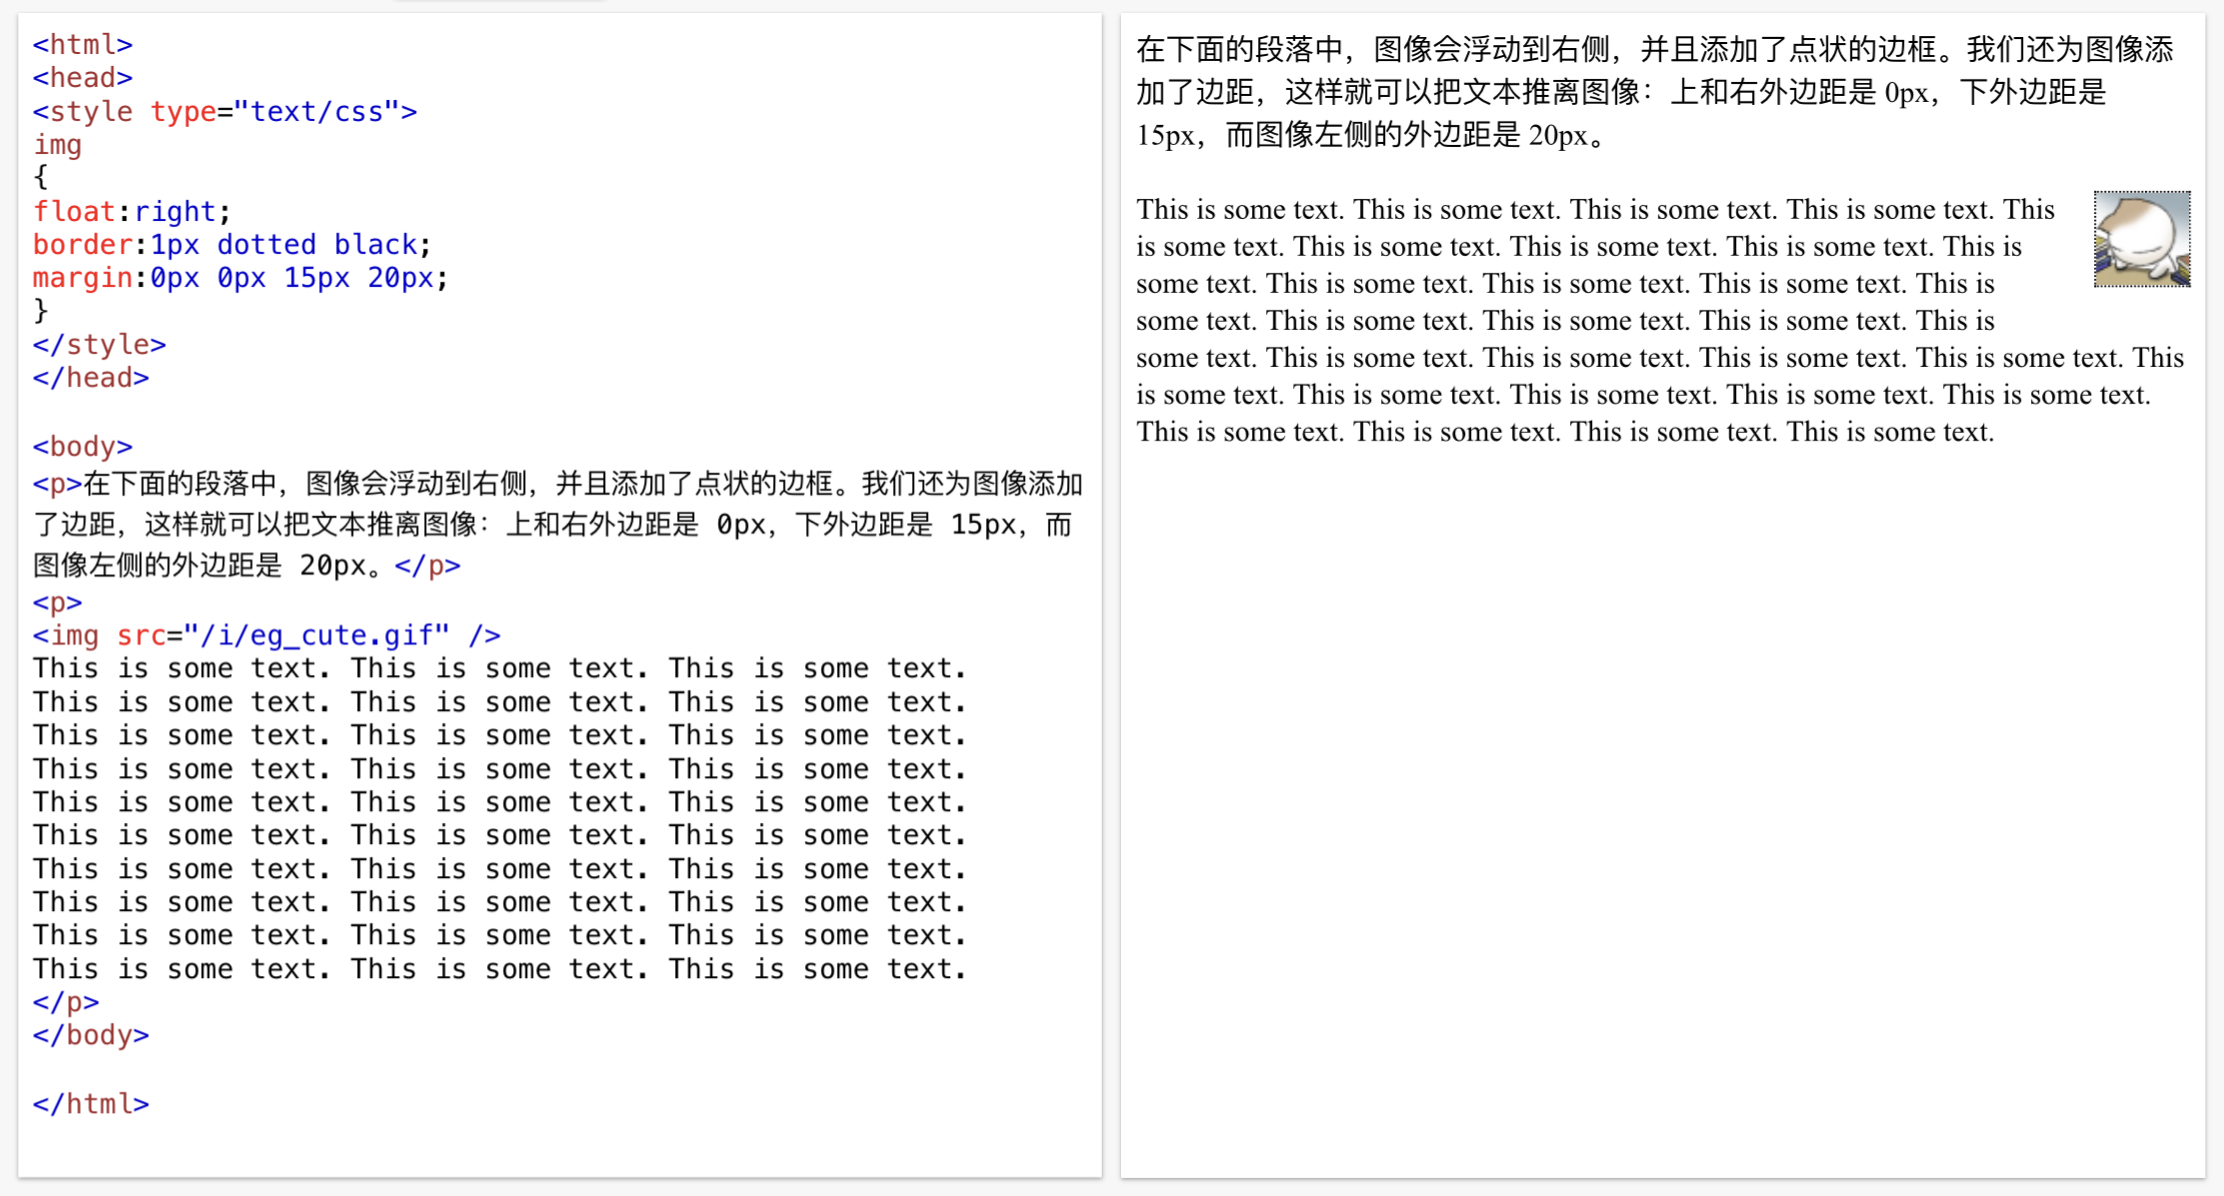 <html>
<head>
<style type="text/css">
img
{
float:right;
border:1px dotted black;
margin:0px 0px 15px 20px;
}
</style>
</head>
<body>
<p>在下面的段落中，图像会浮动到右侧，并且添加了点状的边框。我们还为图像添加
了边距，这样就可以把文本推离图像：上和右外边距是 0px，下外边距是 15px，而
图像左侧的外边距是 20px。</p>
<p>
<img src="/i/eg_cute.gif" />
This is some text. This is some text. This is some text.
This is some text. This is some text. This is some text.
This is some text. This is some text. This is some text.
This is some text. This is some text. This is some text.
This is some text. This is some text. This is some text.
This is some text. This is some text. This is some text.
This is some text. This is some text. This is some text.
This is some text. This is some text. This is some text.
This is some text. This is some text. This is some text.
This is some text. This is some text. This is some text.
</p>
</body>
</html>
在下面的段落中，图像会浮动到右侧，并且添加了点状的边框。我们还为图像添
加了边距，这样就可以把文本推离图像：上和右外边距是 0px，下外边距是
15px，而图像左侧的外边距是 20px。
This is some text. This is some text. This is some text. This is some text. This
is some text. This is some text. This is some text. This is some text. This is
some text. This is some text. This is some text. This is some text. This is
some text. This is some text. This is some text. This is some text. This is
some text. This is some text. This is some text. This is some text. This is some text. This
is some text. This is some text. This is some text. This is some text. This is some text.
This is some text. This is some text. This is some text. This is some text.